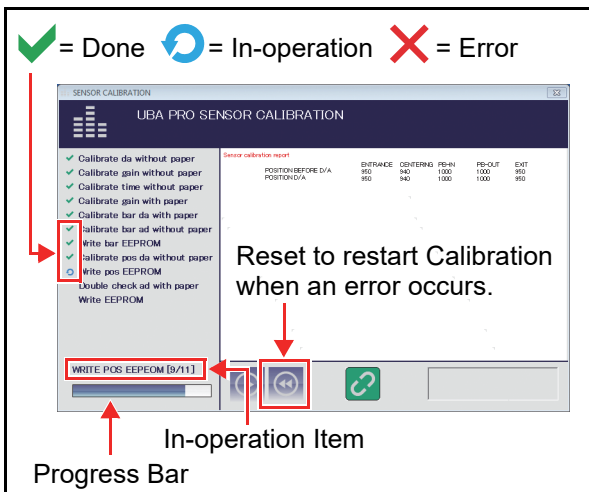 = Done = In-operation = Error
SENSOR CALIBRATION
UBA PRO SENSOR CALIBRATION
Calibrate da without paper
Calibrate gain without paper
Calibrate time without paper
Calibrate gain with paper
Calibrate bar da with paper
Calibrate bar ad without paper
Write bar EEPROM
Calibrate pos da without paper
Write pos EEPROM
Double check ad with paper
Write EEPROM
Sensor calibration report
ENTRANCE CENTERING PB-IN PB-OUT EXIT
POSITION BEFORE D/A 950 940 1000 1000 950
POSITION D/A 950 940 1000 1000 950
Reset to restart Calibration
when an error occurs.
WRITE POS EEPEOM [9/11]
In-operation Item
Progress Bar